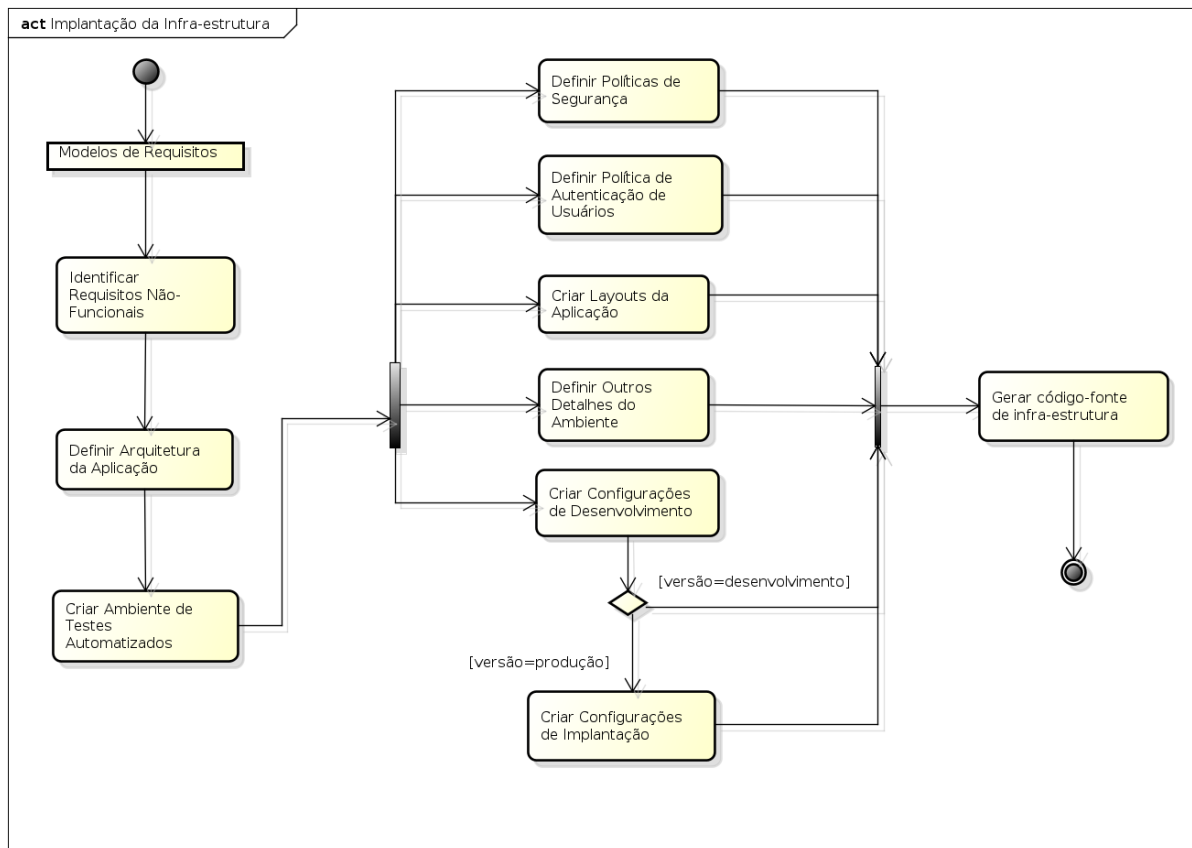 act Implantação da Infra-estrutura
Modelos de Requisitos
Identificar
Requisitos Não-
Funcionais
Definir Arquitetura
da Aplicação
Criar Ambiente de
Testes
Automatizados
Definir Políticas de
Segurança
Definir Política de
Autenticação de
Usuários
Criar Layouts da
Aplicação
Definir Outros
Detalhes do
Ambiente
Criar Configurações
de Desenvolvimento
[versão=desenvolvimento]
[versão=produção]
Criar Configurações
de Implantação
Gerar código-fonte
de infra-estrutura